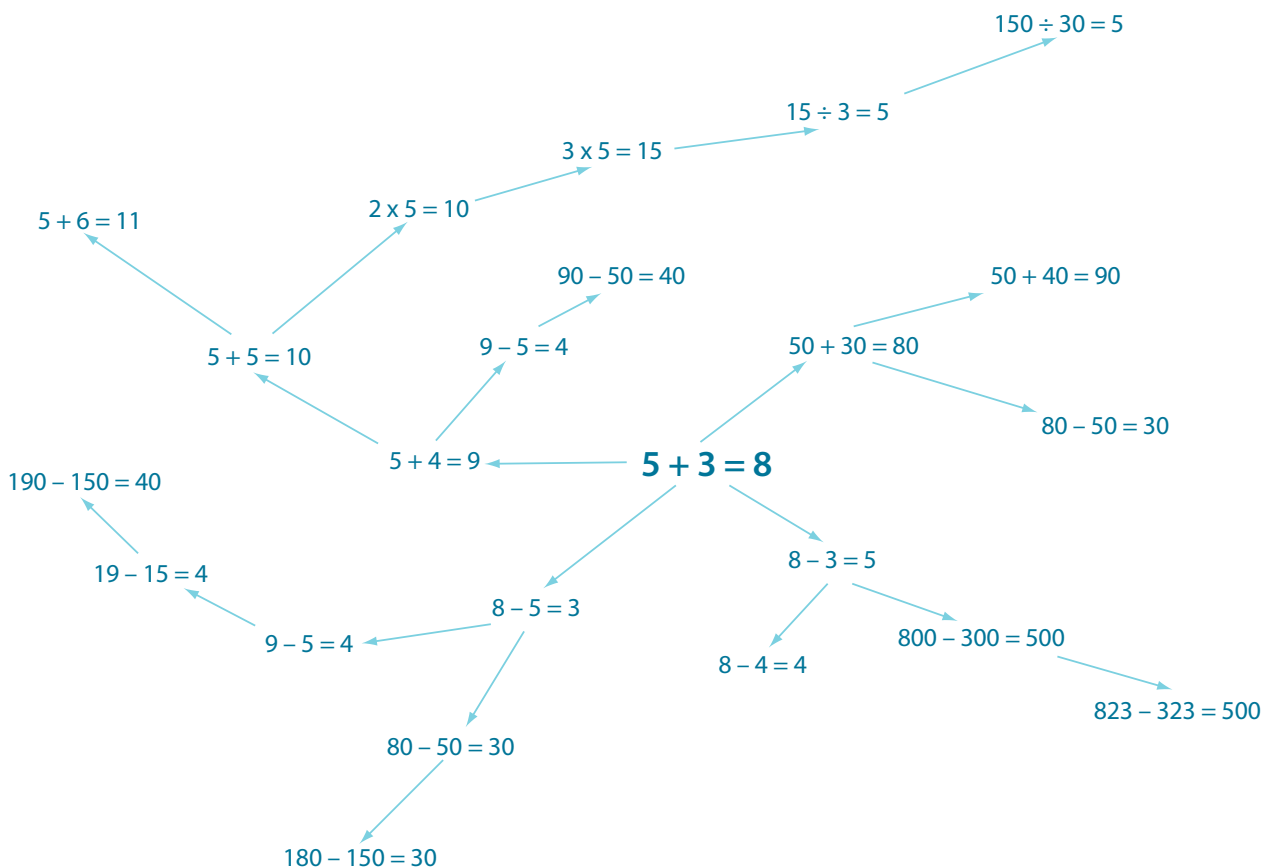 150 ÷ 30 = 5
15 ÷ 3 = 5
3 x 5 = 15
2 x 5 = 10
5 + 6 = 11
90 – 50 = 40
50 + 40 = 90
5 + 5 = 10
9 – 5 = 4
50 + 30 = 80
80 – 50 = 30
5 + 4 = 9
5 + 3 = 8
190 – 150 = 40
19 – 15 = 4
8 – 3 = 5
8 – 5 = 3
9 – 5 = 4
800 – 300 = 500
8 – 4 = 4
823 – 323 = 500
80 – 50 = 30
180 – 150 = 30